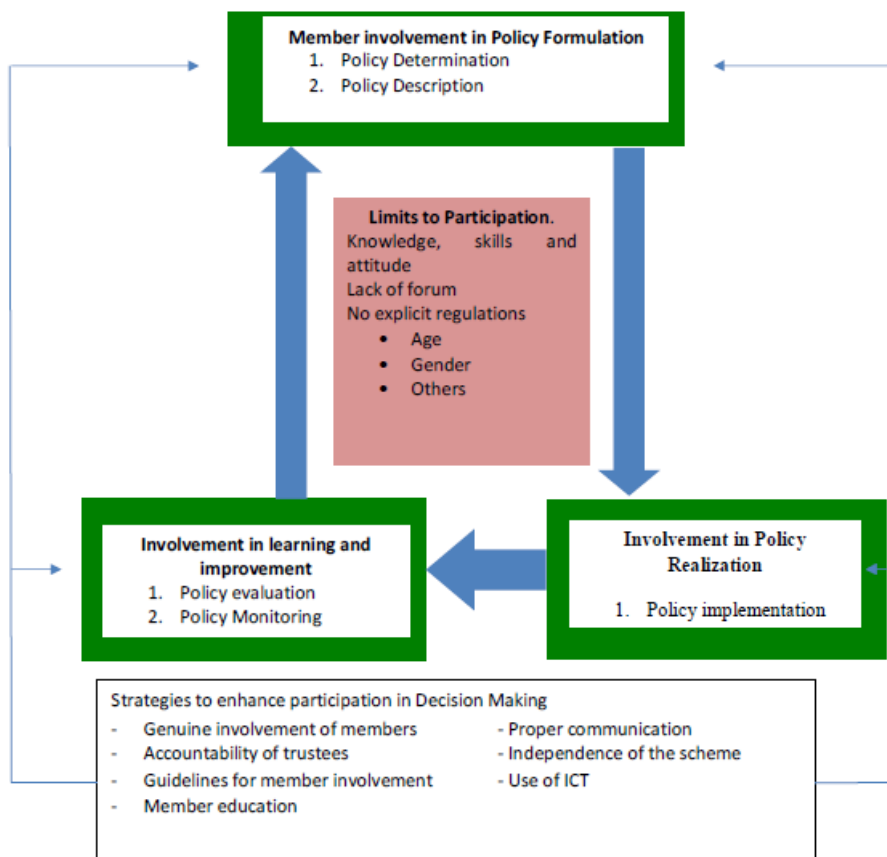 Member involvement in Policy Formulation
1. Policy Determination
2. Policy Description
Limits to Participation.
Knowledge, skills and
attitude
Lack of forum
No explicit regulations
• Age
• Gender
• Others
Involvement in learning and
improvement
1. Policy evaluation
2. Policy Monitoring
Involvement in Policy
Realization
1. Policy implementation
Strategies to enhance participation in Decision Making
- Genuine involvement of members
- Accountability of trustees
- Guidelines for member involvement
- Member education
- Proper communication
- Independence of the scheme
- Use of ICT